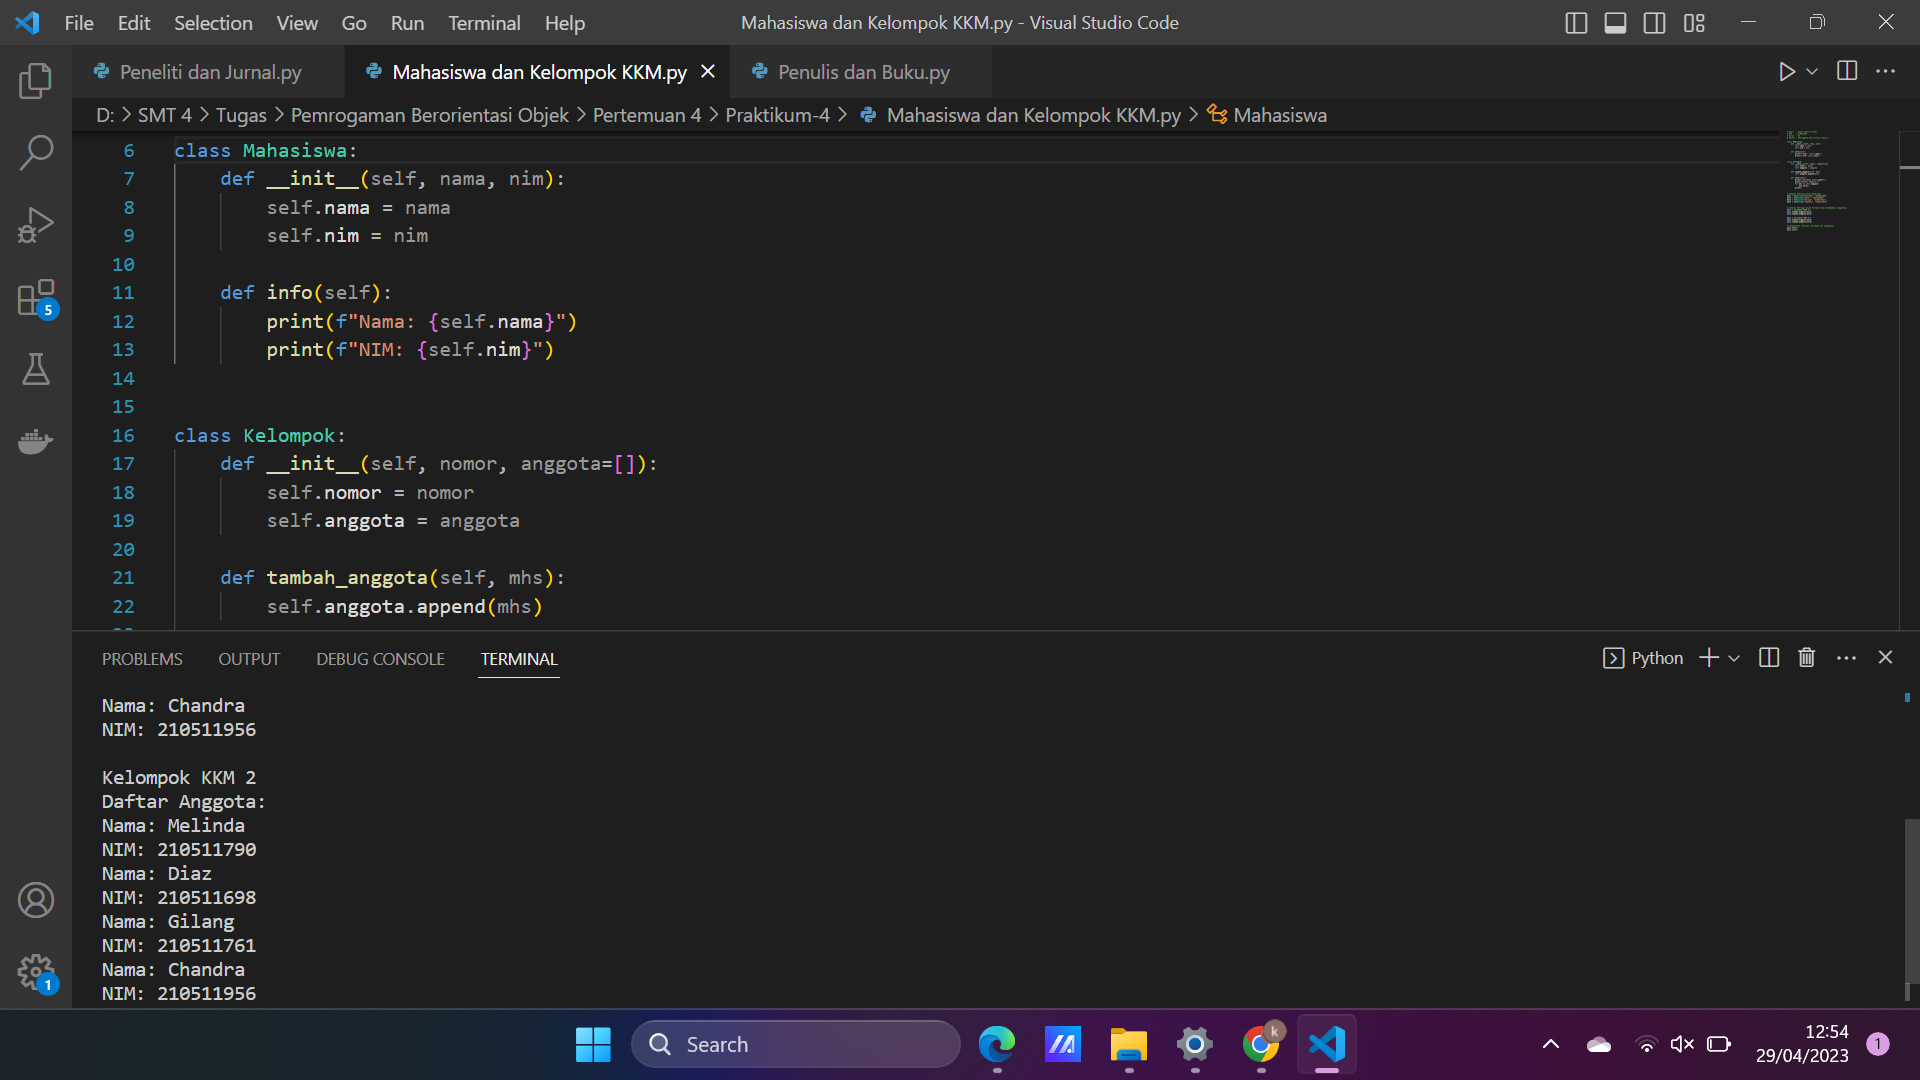 File Edit Selection View Go Run Terminal Help
Mahasiswa dan Kelompok KKM.py - Visual Studio Code
Peneliti dan Jurnal.py
Mahasiswa dan Kelompok KKM.py
Penulis dan Buku.py
D: > SMT 4 > Tugas > Pemrogaman Berorientasi Objek > Pertemuan 4 > Praktikum-4 > Mahasiswa dan Kelompok KKM.py > Mahasiswa
6 class Mahasiswa:
7     def __init__(self, nama, nim):
8         self.nama = nama
9         self.nim = nim
10
11     def info(self):
12         print(f"Nama: {self.nama}")
13         print(f"NIM: {self.nim}")
14
15
16 class Kelompok:
17     def __init__(self, nomor, anggota=[]):
18         self.nomor = nomor
19         self.anggota = anggota
20
21     def tambah_anggota(self, mhs):
22         self.anggota.append(mhs)
5
1
PROBLEMS OUTPUT DEBUG CONSOLE TERMINAL
Python
Nama: Chandra
NIM: 210511956
Kelompok KKM 2
Daftar Anggota:
Nama: Melinda
NIM: 210511790
Nama: Diaz
NIM: 210511698
Nama: Gilang
NIM: 210511761
Nama: Chandra
NIM: 210511956
Search
k
12:54
29/04/2023
1